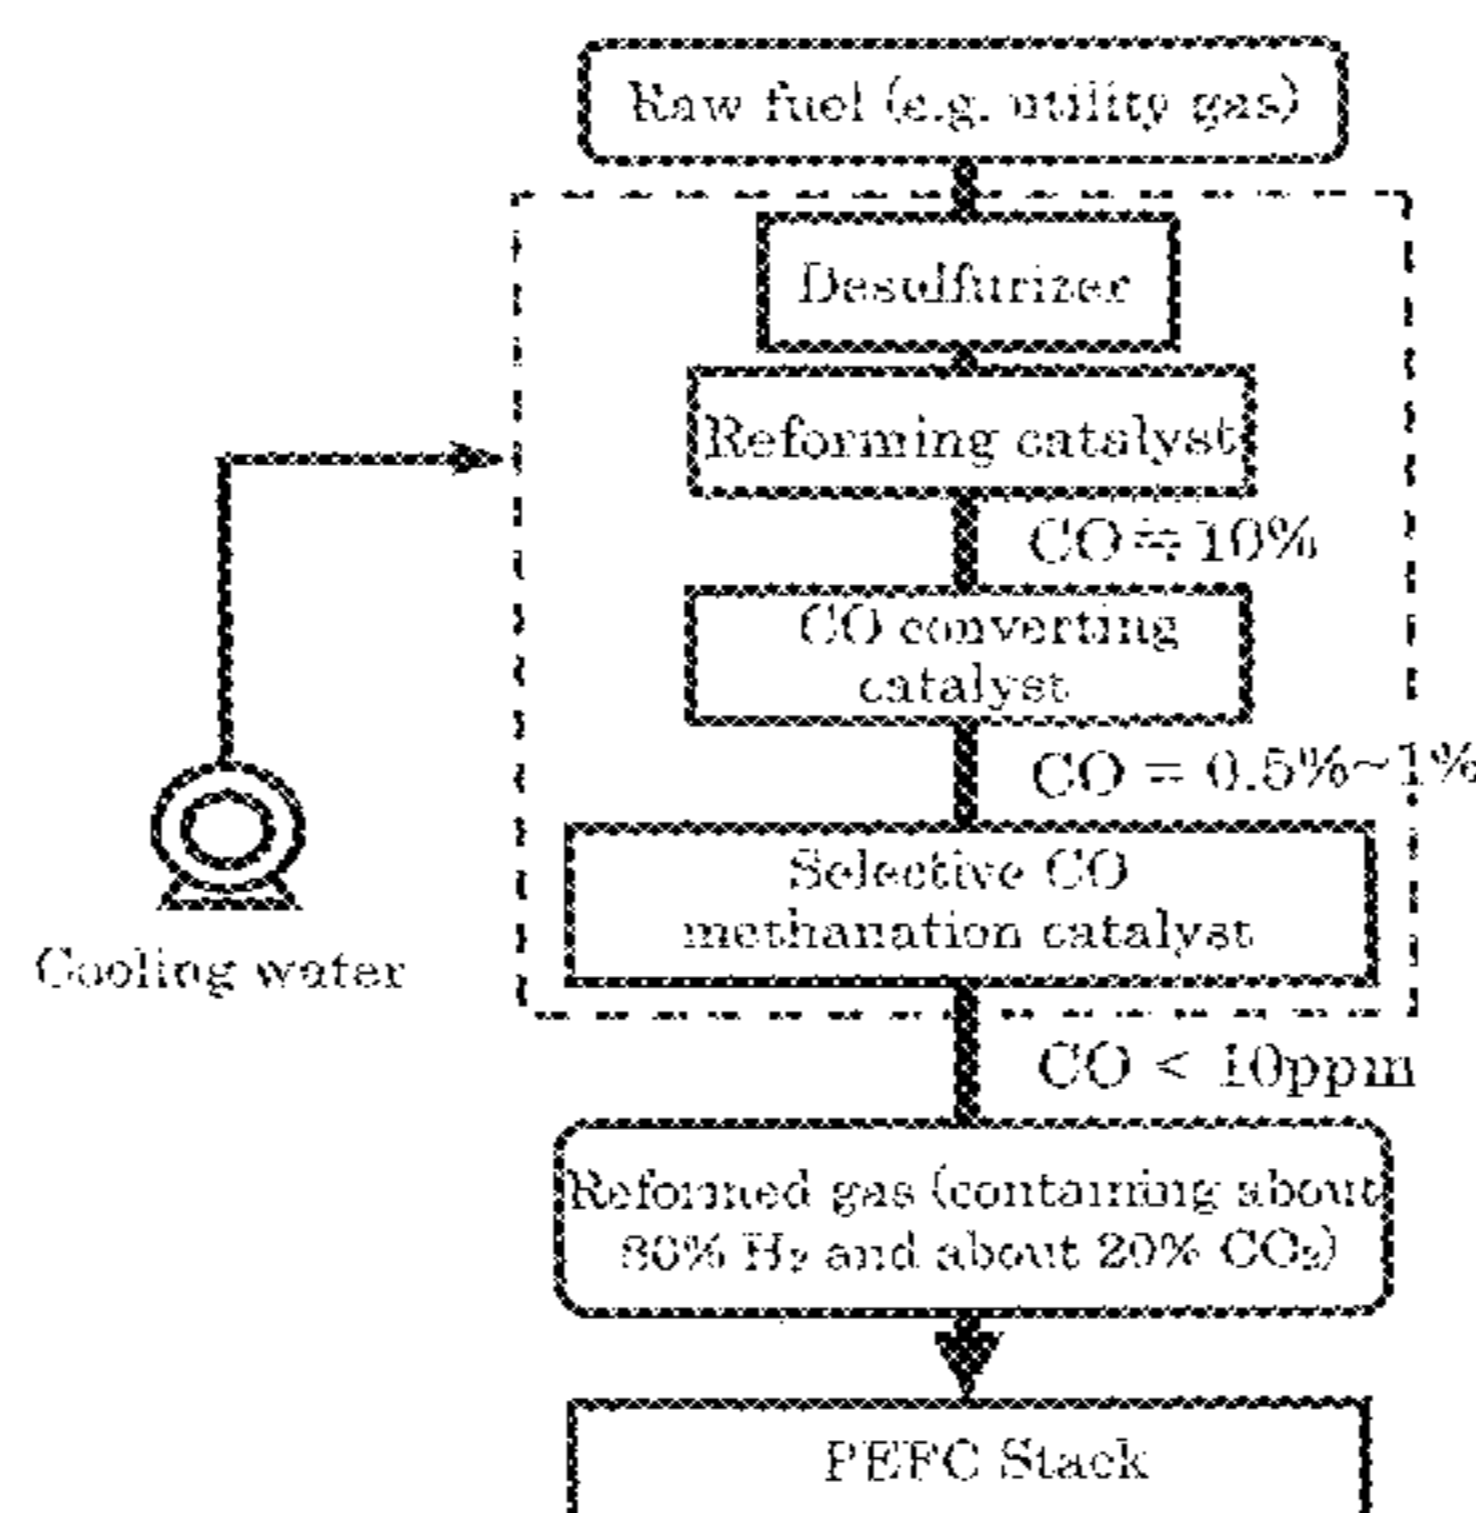 Raw fuel (e.g. utility gas)
Desulfurizer
Reforming catalyst
CO ≒ 10%
CO converting
catalyst
CO = 0.5%~1%
Selective CO
methanation catalyst
Cooling water
CO < 10ppm
Reformed gas (containing about
80% H₂ and about 20% CO₂)
PEFC Stack